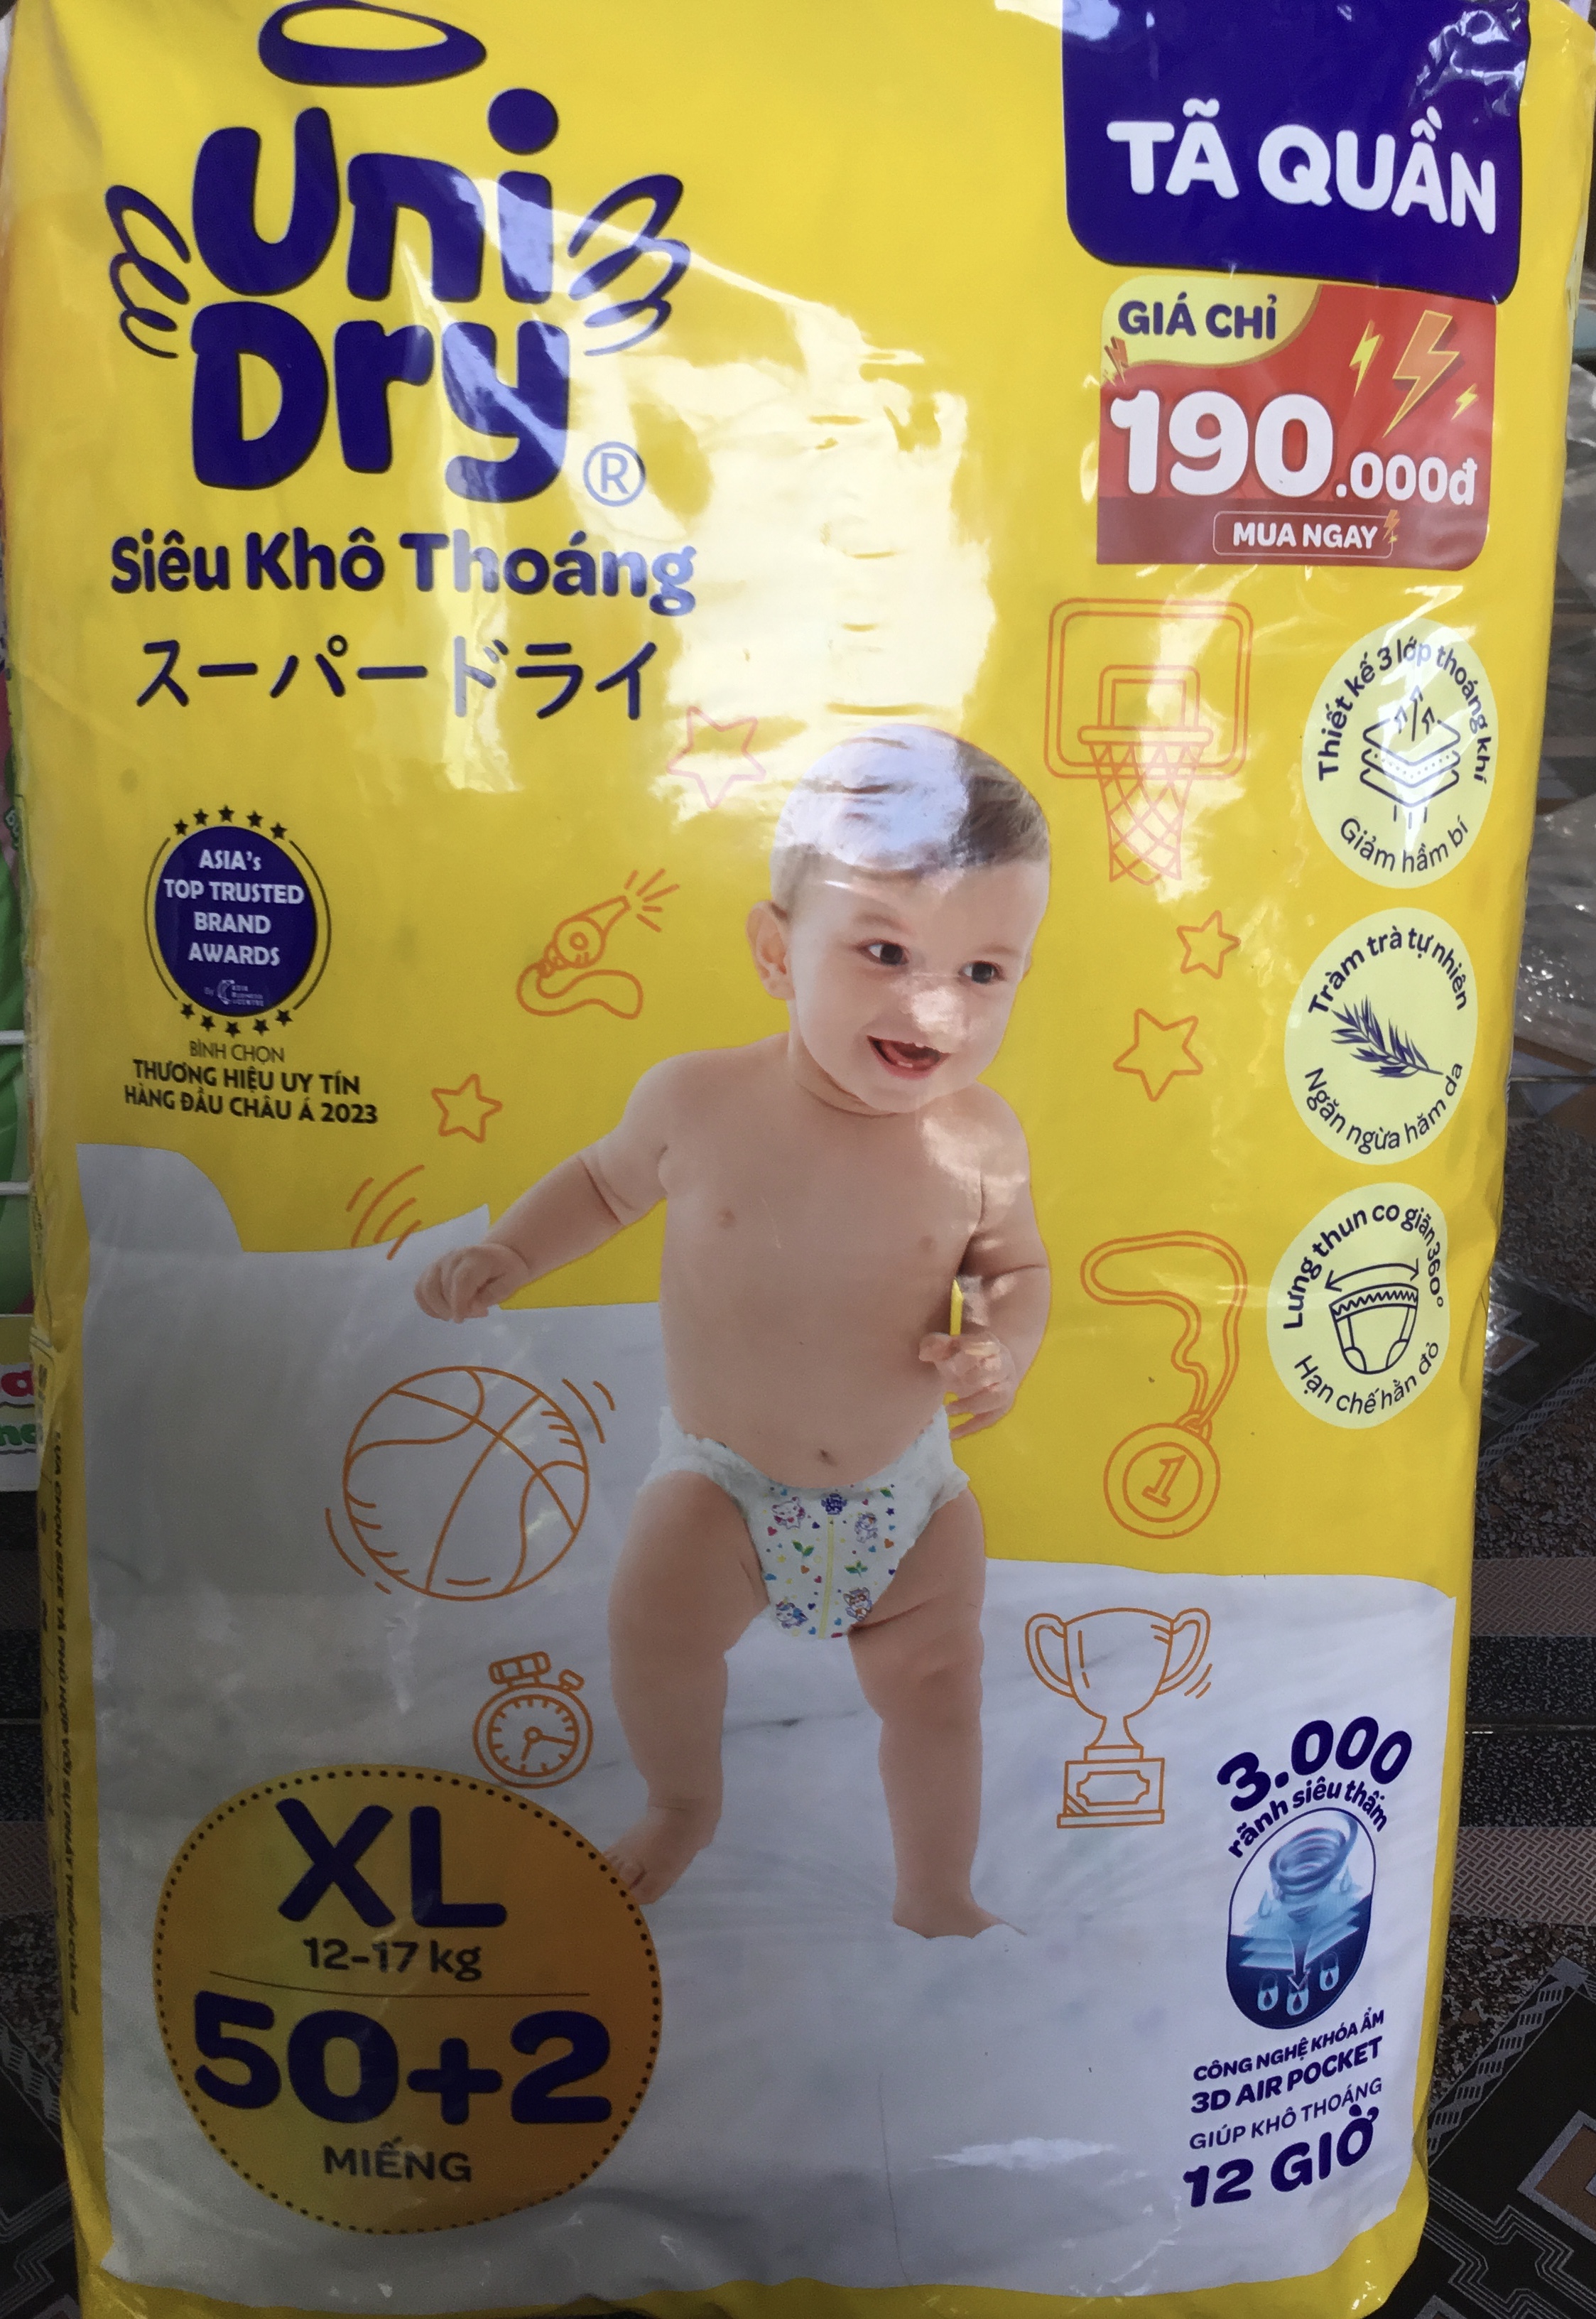 Uni
Dry®
Siêu Khô Thoáng
スーパードライ
TÃ QUẦN
GIÁ CHỈ
190.000đ
MUA NGAY
Thiết kế 3 lớp thoáng khí
Giảm hầm bí
ASIA's
TOP TRUSTED
BRAND
AWARDS
BÌNH CHỌN
THƯƠNG HIỆU UY TÍN
HÀNG ĐẦU CHÂU Á 2023
Tràm trà tự nhiên
Ngăn ngừa hăm da
Lưng thun co giãn 360°
Hạn chế hằn đỏ
1
XL
12-17 kg
50+2
MIẾNG
3.000
rãnh siêu thấm
CÔNG NGHỆ KHÓA ẨM
3D AIR POCKET
GIÚP KHÔ THOÁNG
12 GIỜ